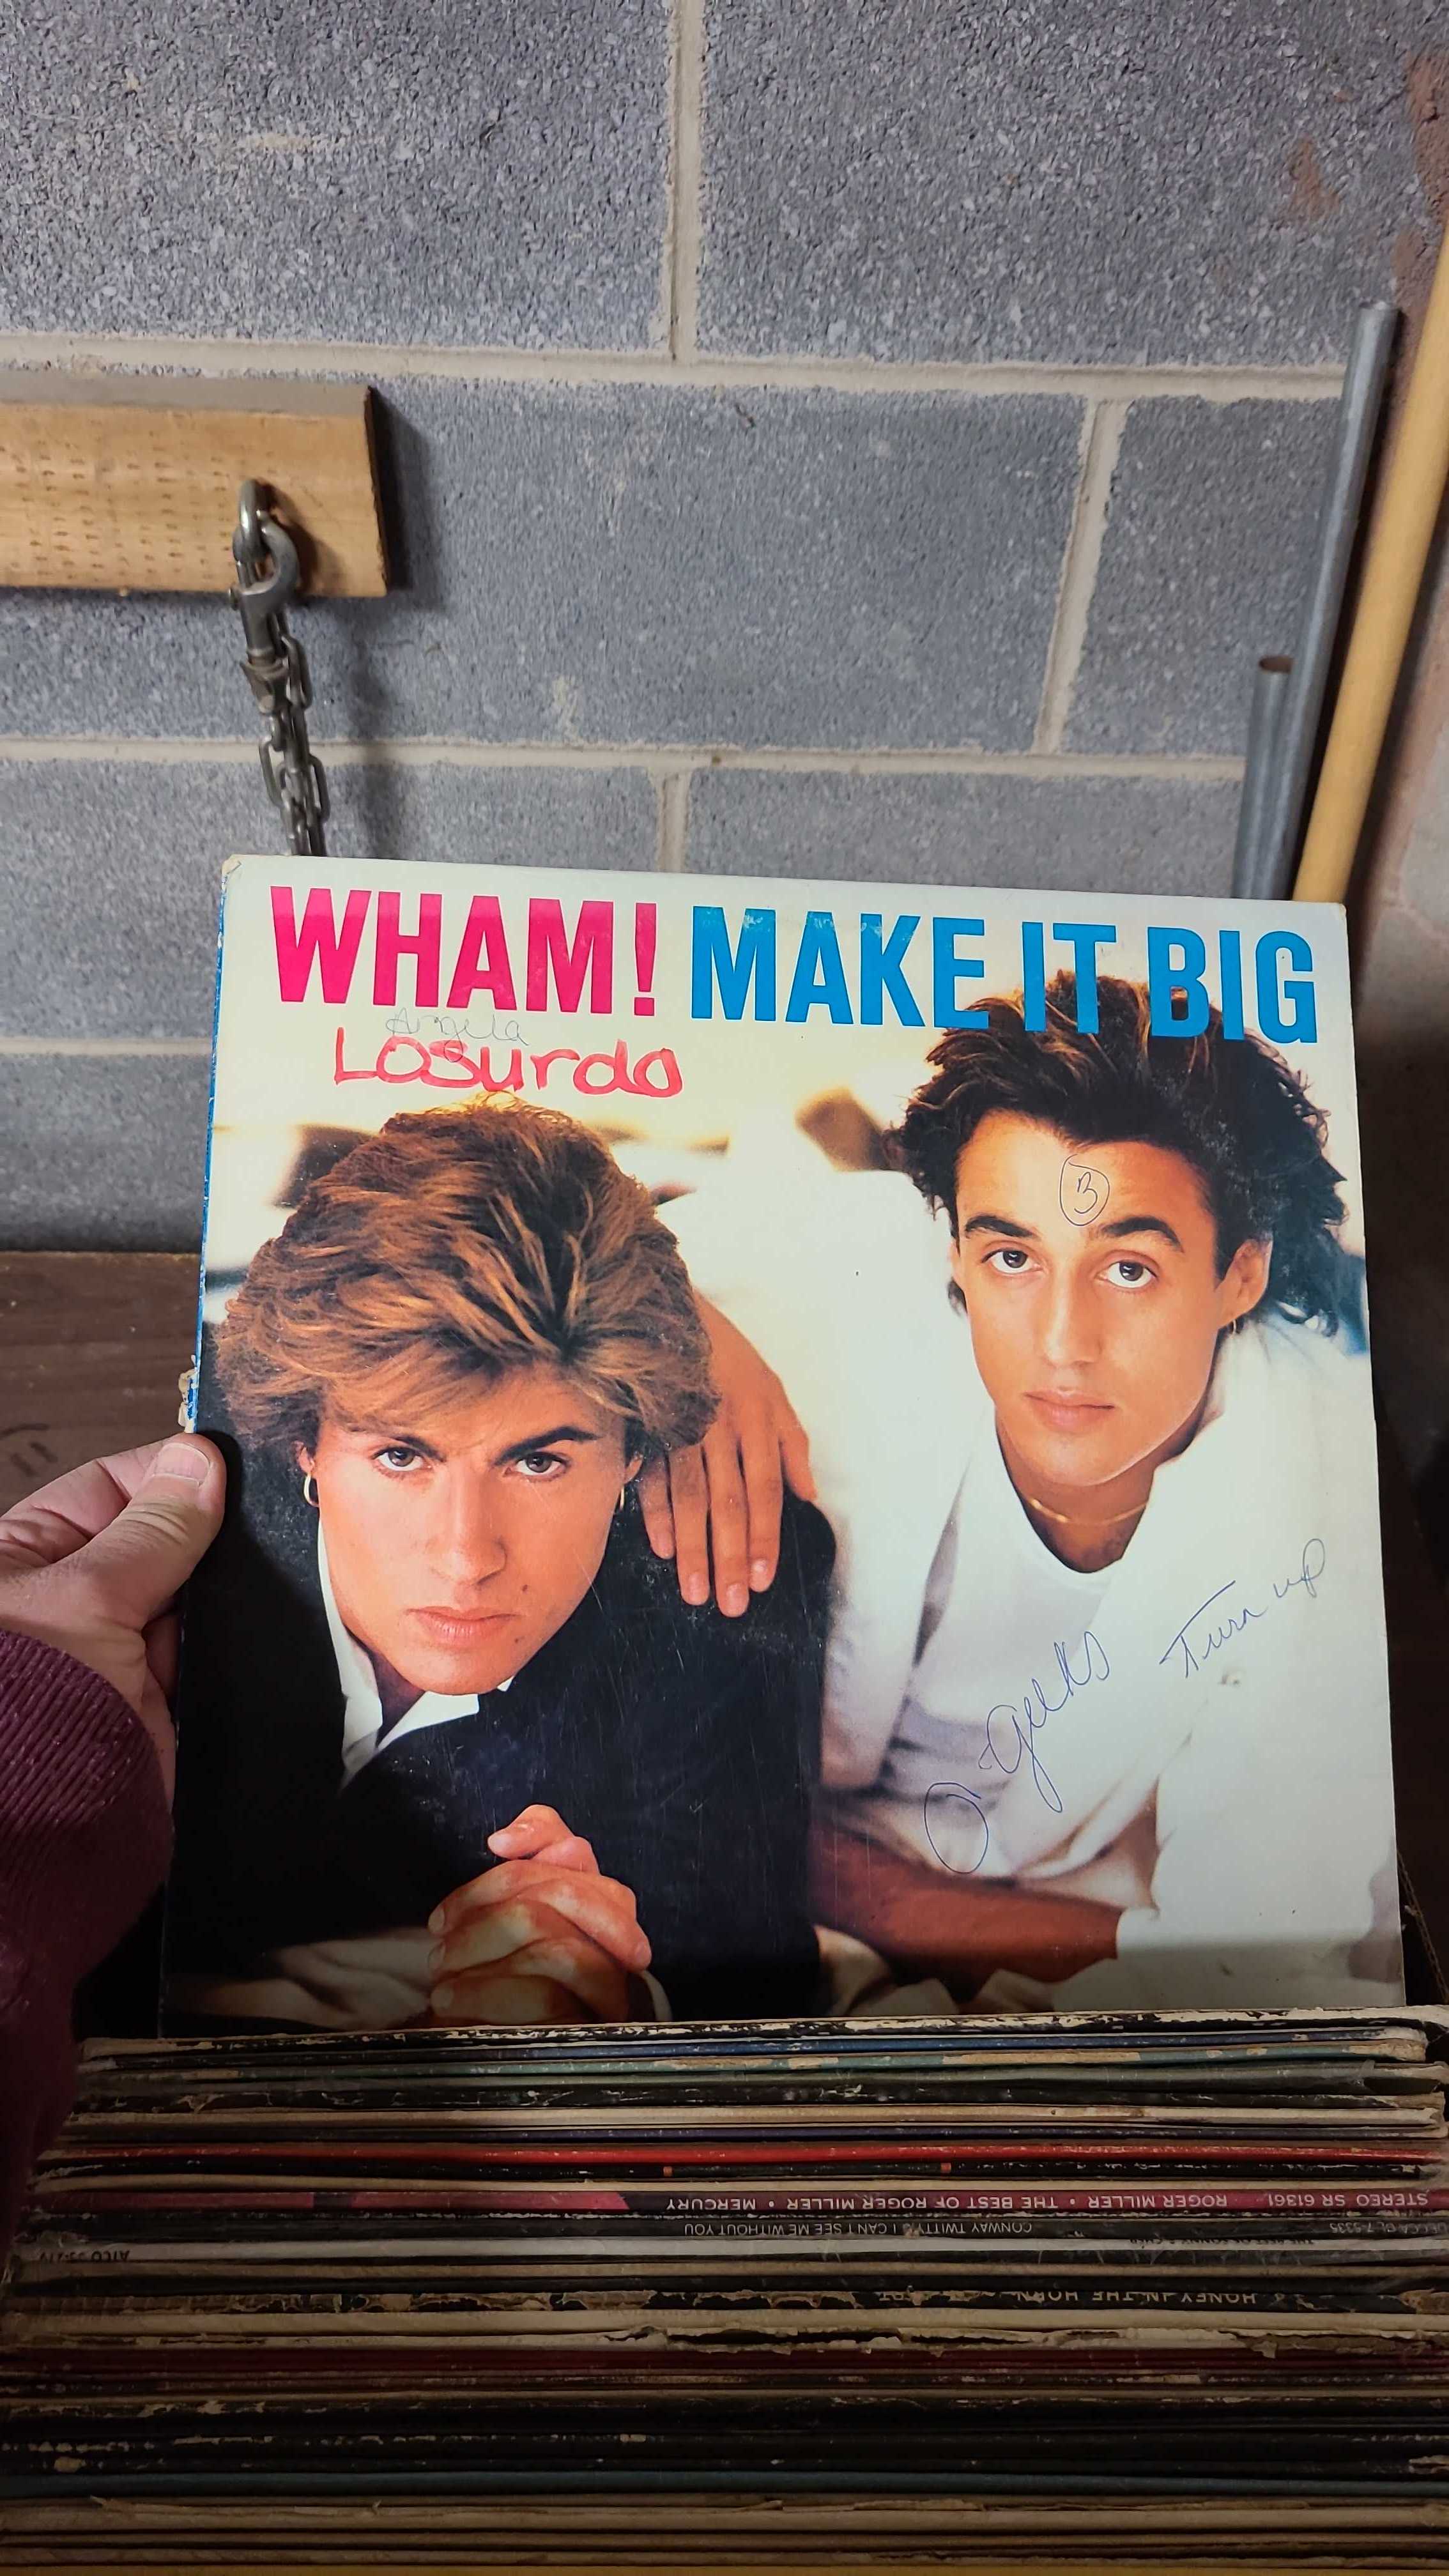 WHAM! MAKE IT BIG
Angela
Losurdo
B
Turn up
geeks
STEREO SR 61361 ROGER MILLER • THE BEST OF ROGER MILLER • MERCURY
CONWAY TWITTY / I CAN'T SEE ME WITHOUT YOU
HONEY IN THE HORN